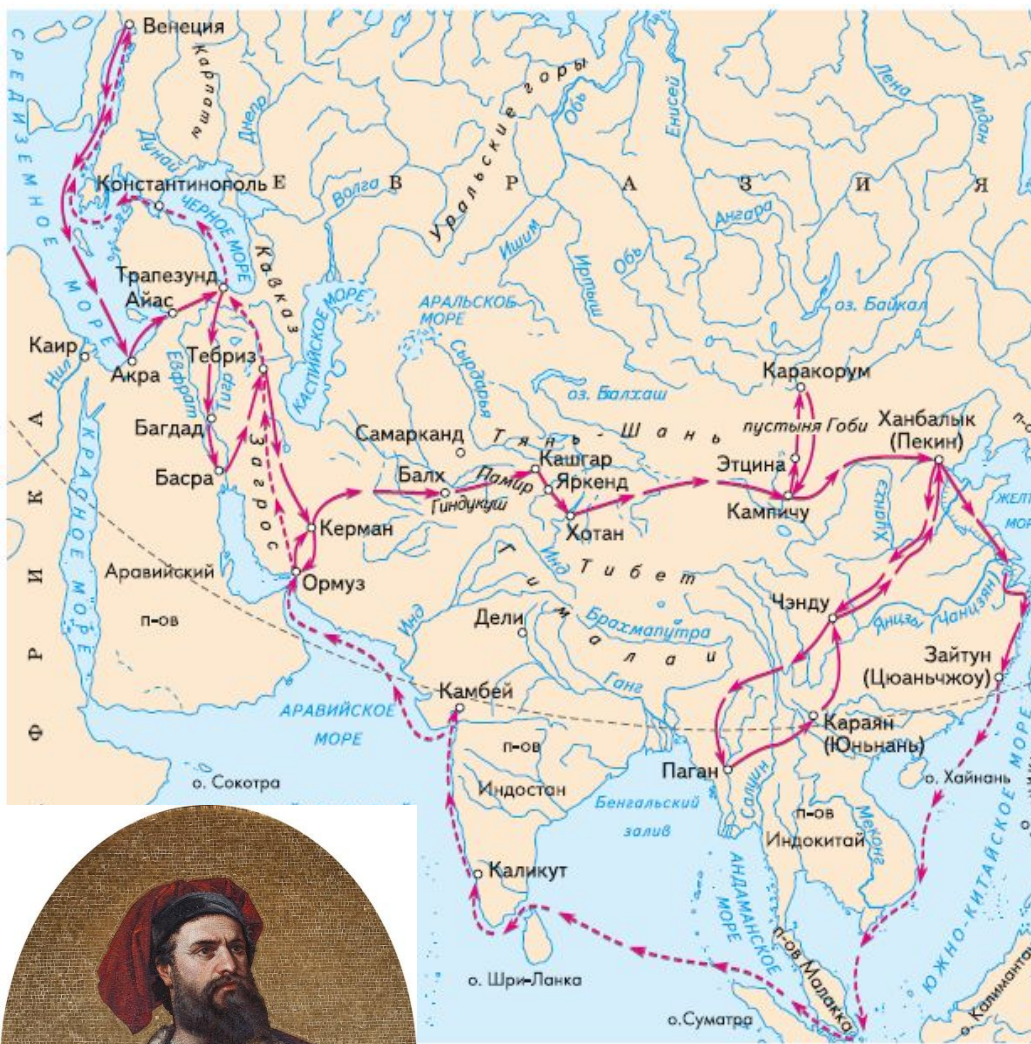 Венеция
СРЕДИЗЕМНОЕ МОРЕ
Карпаты
Днепр
Дунай
Константинополь
ЧЕРНОЕ МОРЕ
Волга
Уральские горы
Обь
Енисей
Лена
Алдан
ЕВРАЗИЯ
Ангара
Ишим
Иртыш
Обь
оз. Байкал
Кавказ
Трапезунд
Айас
КАСПИЙСКОЕ МОРЕ
АРАЛЬСКОЕ
МОРЕ
Сырдарья
оз. Балхаш
Каир
Нил
Акра
Евфрат
Тигр
Тебриз
Каракорум
пустыня Гоби
Ханбалык
(Пекин)
Багдад
Самарканд
Тянь-Шань
Кашгар
Этцина
Басра
Загрос
Балх
Памир
Яркенд
Гиндукуш
Кампичу
Хуанхэ
Керман
Хотан
КРАСНОЕ МОРЕ
Аравийский
п-ов
Ормуз
Инд
Тибет
Гималаи
Инд
Дели
Брахмапутра
Ганг
Чэнду
Янцзы
Чанцзян
Зайтун
(Цюаньчжоу)
АФРИКА
АРАВИЙСКОЕ
МОРЕ
Камбей
п-ов
Индостан
Караян
(Юньнань)
Паган
Салуин
о. Сокотра
Бенгальский
залив
п-ов
Индокитай
Меконг
о. Хайнань
Каликут
АНДАМАНСКОЕ
МОРЕ
ЮЖНО-КИТАЙСКОЕ МОРЕ
о. Шри-Ланка
п-ов Малакка
о.Суматра